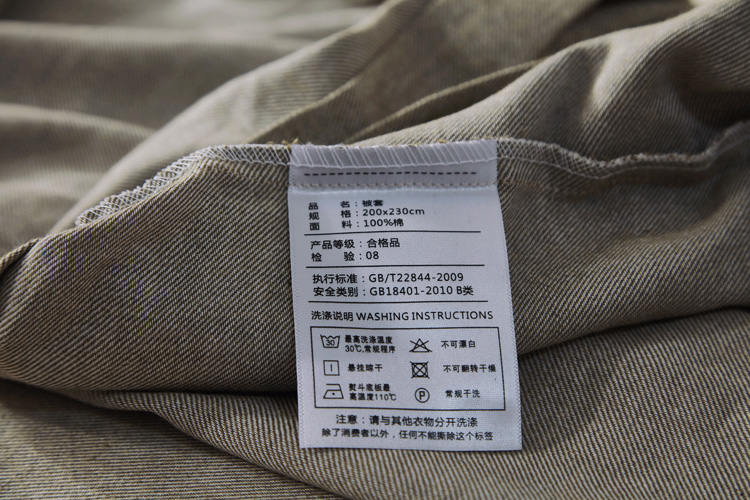 品 名：被套
规 格：200x230cm
面 料：100%棉
产品等级：合格品
检 验：08
执行标准：GB/T22844-2009
安全类别：GB18401-2010 B类
洗涤说明 WASHING INSTRUCTIONS
30 最高洗涤温度 30℃,常规程序
不可漂白
悬挂晾干
不可翻转干燥
熨斗底板最高温度110℃
P 常规干洗
注意：请与其他衣物分开洗涤
除了消费者以外，任何不能撕除这个标签